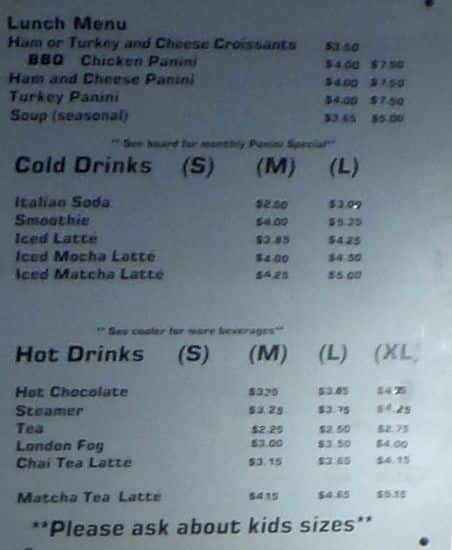 Lunch Menu
Ham or Turkey and Cheese Croissants $3.50
BBQ Chicken Panini $4.00 $7.50
Ham and Cheese Panini $4.00 $7.50
Turkey Panini $4.00 $7.50
Soup (seasonal) $3.65 $5.00
**See board for monthly Panini Special**
Cold Drinks (S) (M) (L)
Italian Soda $2.50 $3.00
Smoothie $4.00 $5.25
Iced Latte $3.85 $4.25
Iced Mocha Latte $4.00 $4.50
Iced Matcha Latte $4.25 $5.00
**See cooler for more beverages**
Hot Drinks (S) (M) (L) (XL)
Hot Chocolate $3.85
Steamer $3.25 $3.75 $4.25
Tea $2.25 $2.50 $2.75
London Fog $3.00 $3.50 $4.00
Chai Tea Latte $3.15 $3.65 $4.15
Matcha Tea Latte $4.15 $4.65 $5.15
**Please ask about kids sizes**